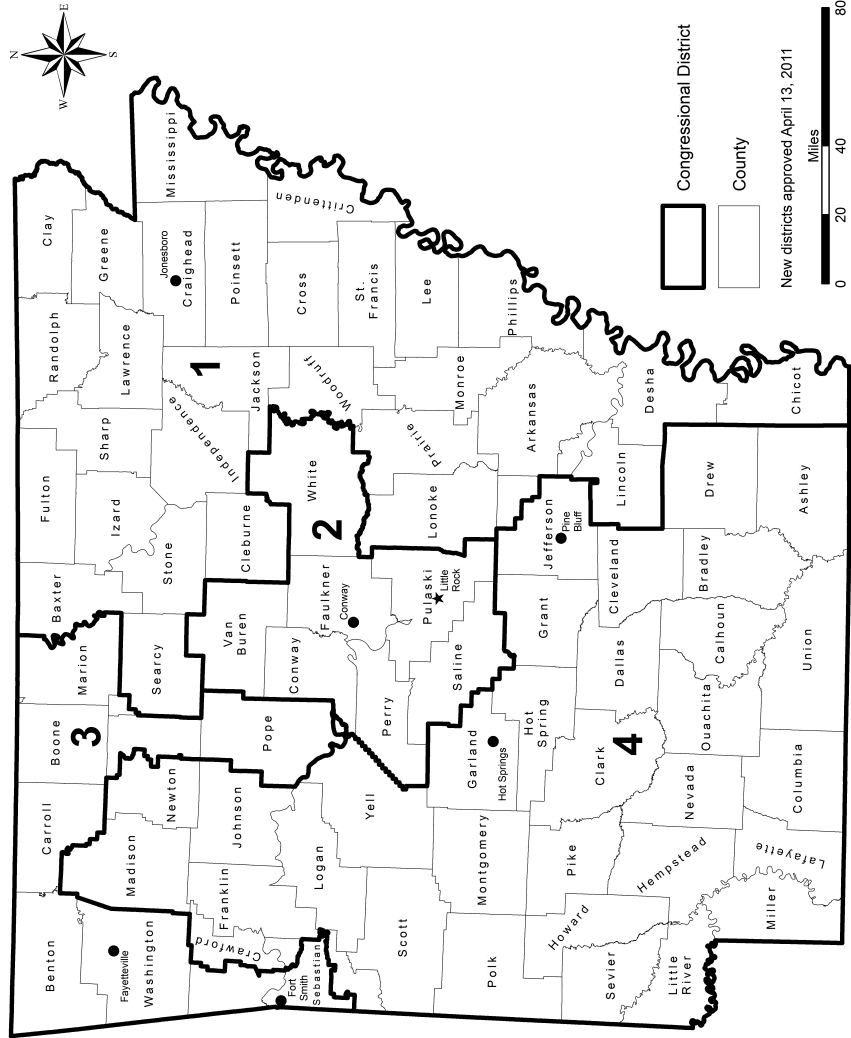 N
E
S
W
Benton
Carroll
Boone
Marion
Baxter
Fulton
Randolph
Clay
Fayetteville
Washington
Madison
Newton
3
Searcy
Stone
Izard
Sharp
Lawrence
Greene
Jonesboro
Craighead
Mississippi
Crawford
Franklin
Johnson
Pope
Van
Buren
Cleburne
Independence
Jackson
1
Poinsett
Fort
Smith
Sebastian
Logan
Conway
Faulkner
Conway
White
2
Woodruff
Cross
Crittenden
Scott
Yell
Perry
Pulaski
Little
Rock
Saline
Lonoke
Prairie
Monroe
St.
Francis
Lee
Phillips
Polk
Montgomery
Garland
Hot Springs
Hot
Spring
Grant
Jefferson
Pine
Bluff
Arkansas
Sevier
Howard
Pike
Clark
4
Dallas
Cleveland
Lincoln
Desha
Little
River
Hempstead
Nevada
Ouachita
Calhoun
Bradley
Drew
Chicot
Miller
Lafayette
Columbia
Union
Ashley
Congressional District
County
New districts approved April 13, 2011
Miles
0
20
40
80